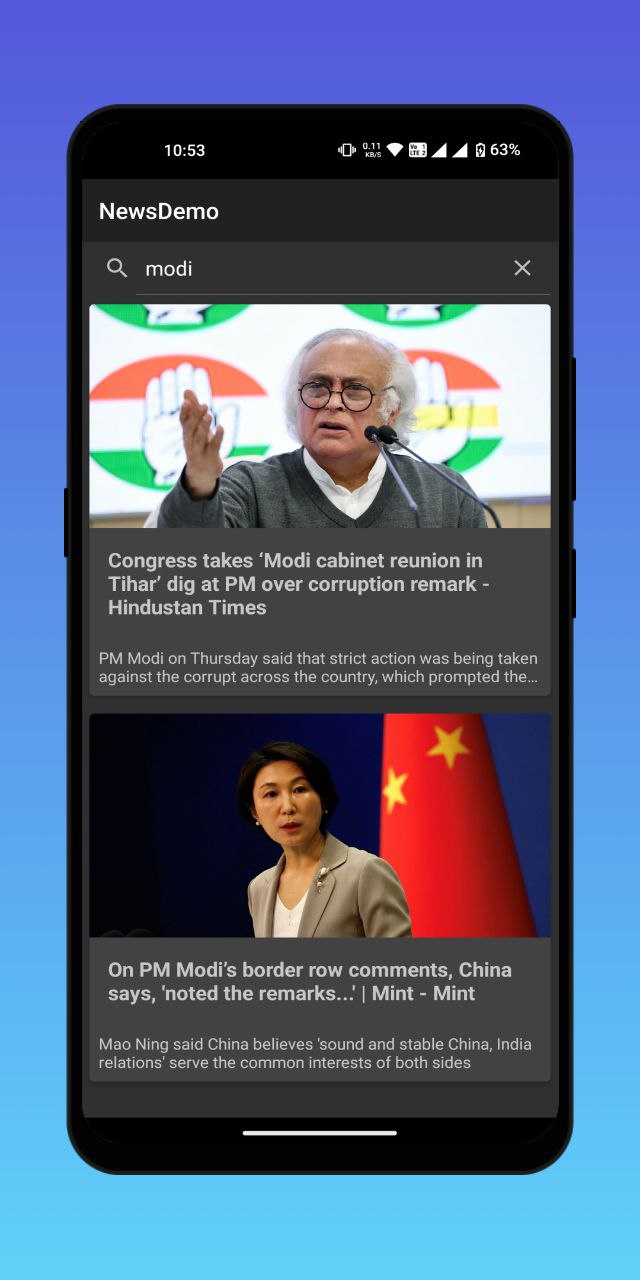 10:53
0.11
KB/S
Vo 1
LTE 2
63%
NewsDemo
modi
Congress takes ‘Modi cabinet reunion in
Tihar’ dig at PM over corruption remark -
Hindustan Times
PM Modi on Thursday said that strict action was being taken
against the corrupt across the country, which prompted the…
On PM Modi’s border row comments, China
says, 'noted the remarks...' | Mint - Mint
Mao Ning said China believes 'sound and stable China, India
relations' serve the common interests of both sides